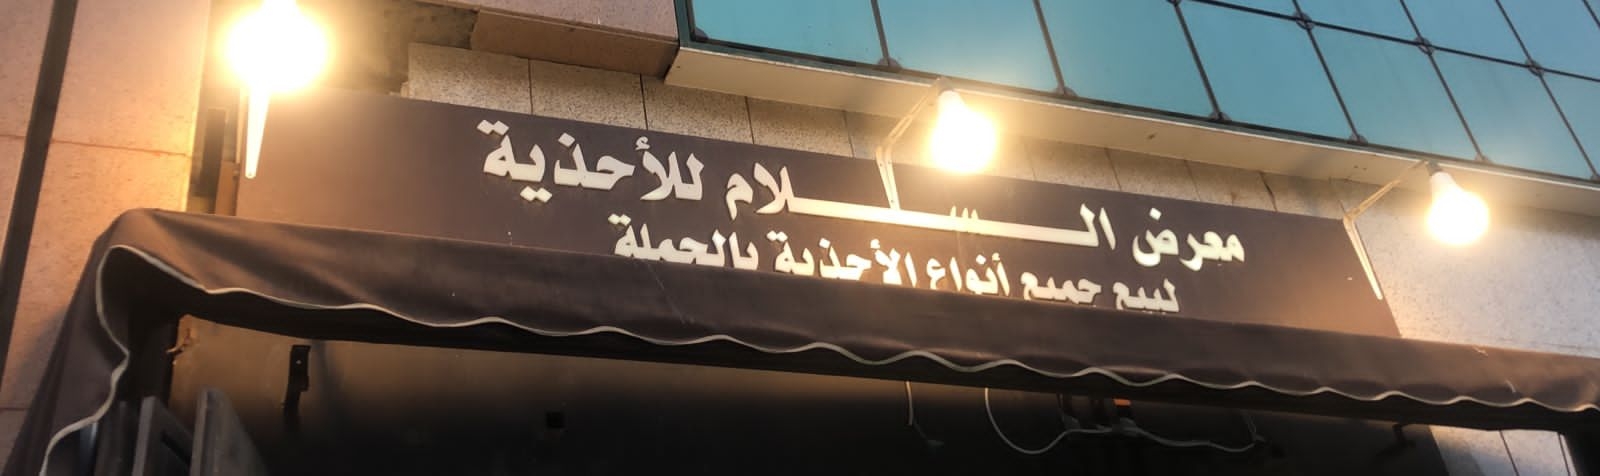 معرض السلام للأحذية
لبيع جميع أنواع الأحذية بالجملة